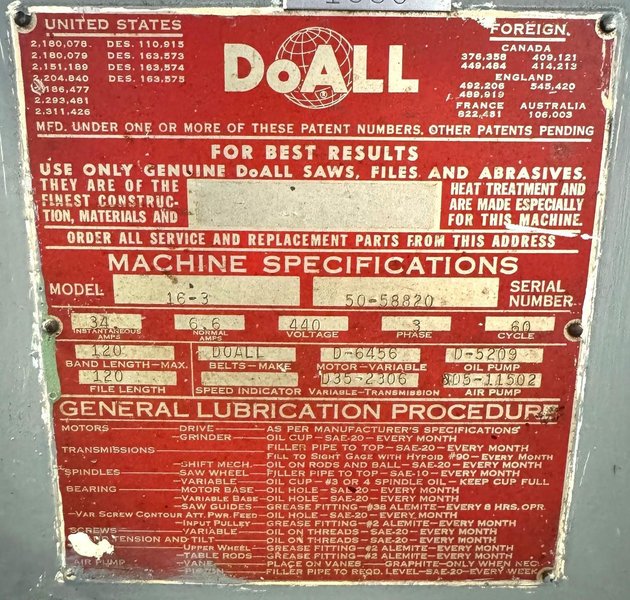 UNITED STATES
2,180,078. DES. 110,915
2,180,079 DES. 163,573
2,151,189 DES. 163,574
2,204,840 DES. 163,575
186,477
2,293,481
2,311,426
DOALL
®
FOREIGN
CANADA
376,356 409,121
449,484 414,213
ENGLAND
492,206 545,420
489,919
FRANCE AUSTRALIA
822,451 106,003
MFD. UNDER ONE OR MORE OF THESE PATENT NUMBERS. OTHER PATENTS PENDING
FOR BEST RESULTS
USE ONLY GENUINE DOALL SAWS, FILES AND ABRASIVES.
THEY ARE OF THE HEAT TREATMENT AND
FINEST CONSTRUC- ARE MADE ESPECIALLY
TION, MATERIALS AND FOR THIS MACHINE.
ORDER ALL SERVICE AND REPLACEMENT PARTS FROM THIS ADDRESS
MACHINE SPECIFICATIONS
MODEL 16-3 50-58820 SERIAL NUMBER
34 6.6 440 3 60
INSTANTANEOUS AMPS NORMAL AMPS VOLTAGE PHASE CYCLE
120 DOALL D-6456 D-5209
BAND LENGTH-MAX. BELTS-MAKE MOTOR-VARIABLE OIL PUMP
120 D35-2306 D05-11502
FILE LENGTH SPEED INDICATOR VARIABLE-TRANSMISSION AIR PUMP
GENERAL LUBRICATION PROCEDURE
MOTORS DRIVE AS PER MANUFACTURER'S SPECIFICATIONS
GRINDER OIL CUP-SAE-20-EVERY MONTH
TRANSMISSIONS FILLER PIPE TO TOP-SAE-20-EVERY MONTH
FILL TO SIGHT GAGE WITH HYPOID #90-EVERY MONTH
SHIFT MECH. OIL ON RODS AND BALL-SAE-20-EVERY MONTH
SPINDLES SAW WHEEL FILLER PIPE TO TOP-SAE-10-EVERY MONTH
VARIABLE OIL CUP-#3 OR 4 SPINDLE OIL-KEEP CUP FULL
BEARING MOTOR BASE OIL HOLE-SAE-20-EVERY MONTH
VARIABLE BASE OIL HOLE-SAE-20-EVERY MONTH
SAW GUIDES GREASE FITTING-#38 ALEMITE-EVERY 8 HRS. OPR.
VAR SCREW CONTOUR ATT. PWR. FEED OIL HOLE-SAE-20-EVERY MONTH
INPUT PULLEY GREASE FITTING-#2 ALEMITE-EVERY MONTH
SCREWS VARIABLE OIL ON THREADS-SAE-20-EVERY MONTH
TENSION AND TILT OIL ON THREADS-SAE-20-EVERY MONTH
UPPER WHEEL GREASE FITTING-#2 ALEMITE-EVERY MONTH
TABLE RODS GREASE FITTING-#2 ALEMITE-EVERY MONTH
AIR PUMP VANE PLACE ON VANES-GRAPHITE-ONLY WHEN NEC.
FILLER PIPE TO REQD. LEVEL-SAE-20-EVERY MONTH